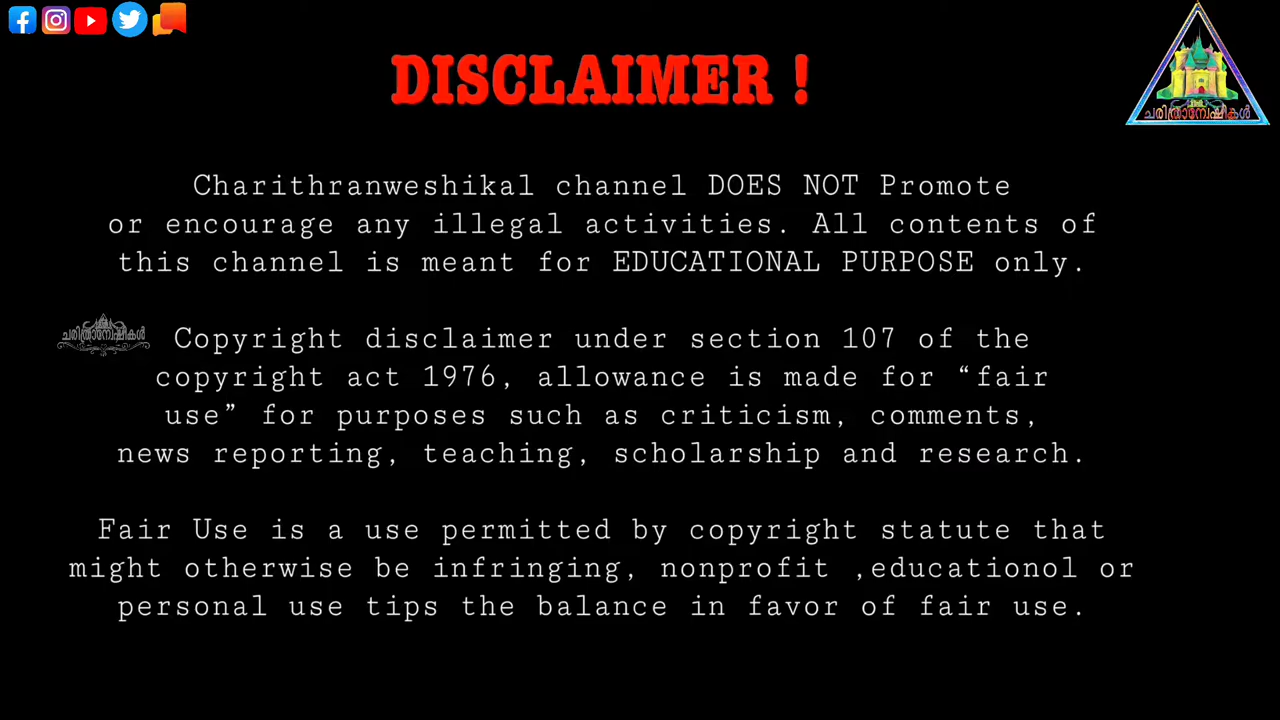 DISCLAIMER !
ചരിത്രാന്വേഷികൾ
Charithranweshikal channel DOES NOT Promote
or encourage any illegal activities. All contents of
this channel is meant for EDUCATIONAL PURPOSE only.
ചരിത്രാന്വേഷികൾ
Copyright disclaimer under section 107 of the
copyright act 1976, allowance is made for “fair
use” for purposes such as criticism, comments,
news reporting, teaching, scholarship and research.
Fair Use is a use permitted by copyright statute that
might otherwise be infringing, nonprofit ,educationol or
personal use tips the balance in favor of fair use.